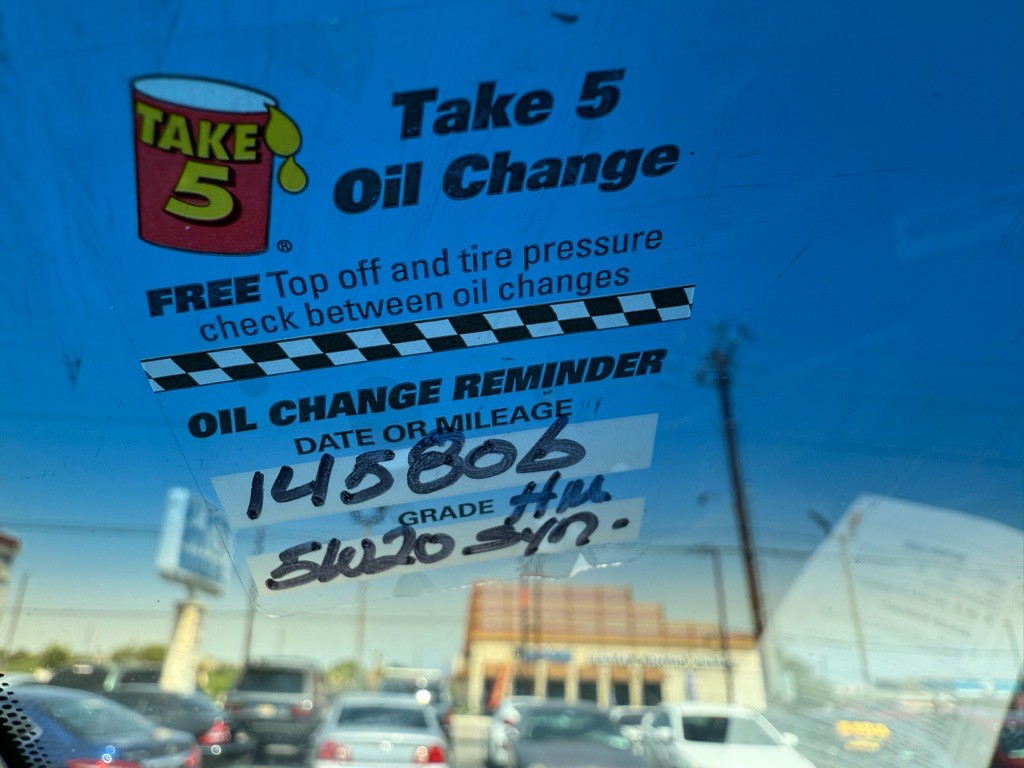 TAKE
5
®
Take 5
Oil Change
FREE Top off and tire pressure
check between oil changes
OIL CHANGE REMINDER
DATE OR MILEAGE
145806
GRADE HM
5W20 Syn.